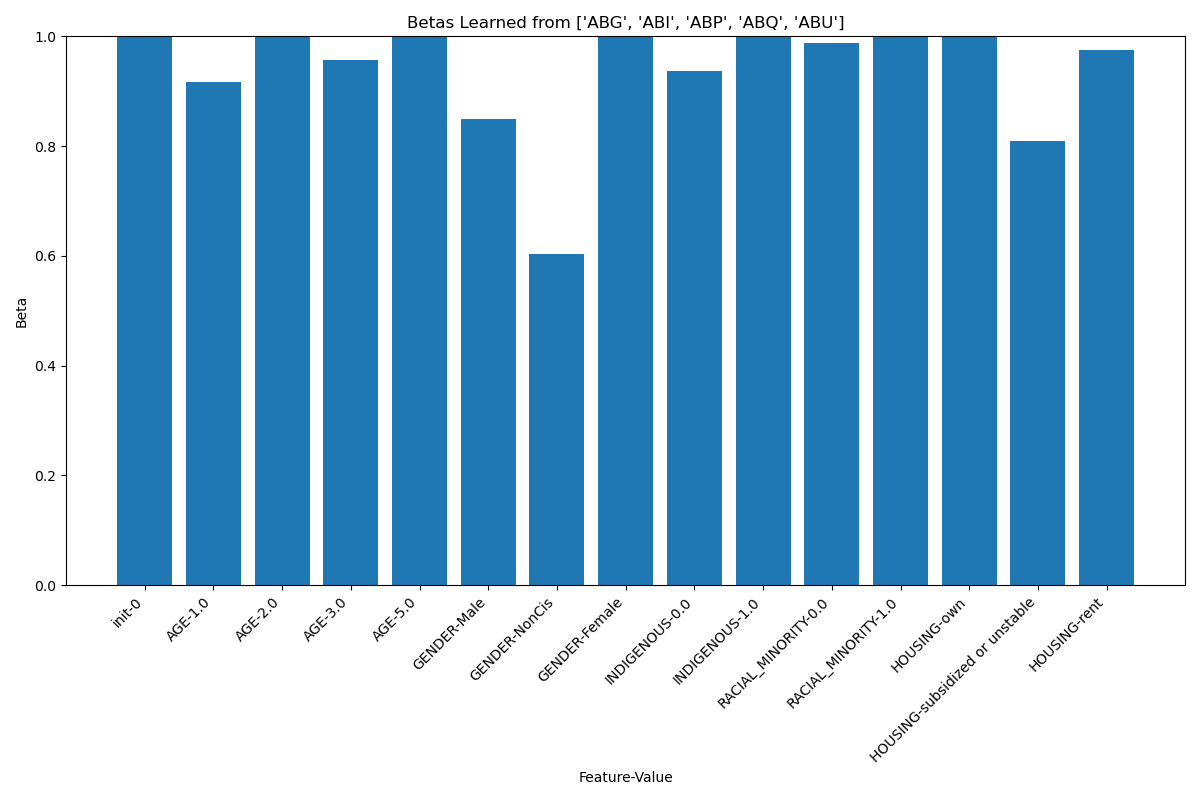 Betas Learned from ['ABG', 'ABI', 'ABP', 'ABQ', 'ABU']
Beta
1.0
0.8
0.6
0.4
0.2
0.0
init-0
AGE-1.0
AGE-2.0
AGE-3.0
AGE-5.0
GENDER-Male
GENDER-NonCis
GENDER-Female
INDIGENOUS-0.0
INDIGENOUS-1.0
RACIAL_MINORITY-0.0
RACIAL_MINORITY-1.0
HOUSING-own
HOUSING-subsidized or unstable
HOUSING-rent
Feature-Value